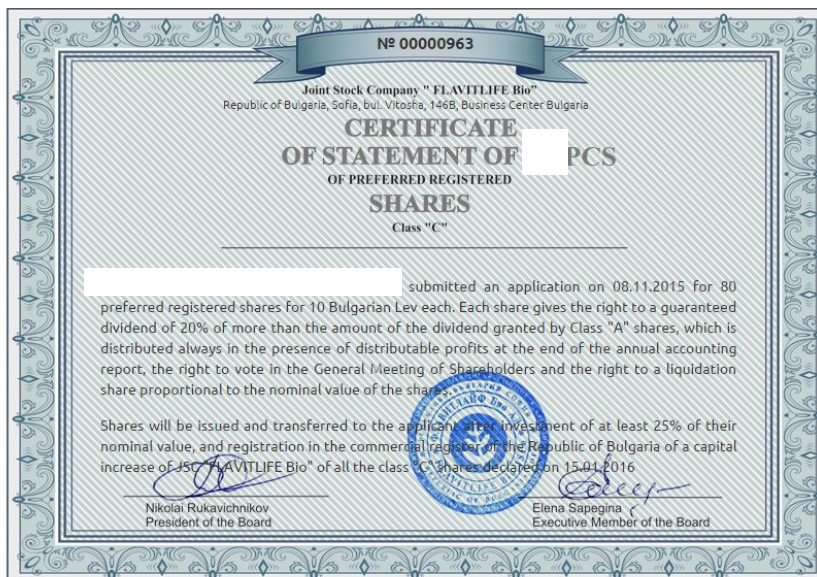 № 00000963
Joint Stock Company " FLAVITLIFE Bio"
Republic of Bulgaria, Sofia, bul. Vitosha, 146B, Business Center Bulgaria
CERTIFICATE
OF STATEMENT OF PCS
OF PREFERRED REGISTERED
SHARES
Class "C"
submitted an application on 08.11.2015 for 80
preferred registered shares for 10 Bulgarian Lev each. Each share gives the right to a guaranteed
dividend of 20% of more than the amount of the dividend granted by Class "A" shares, which is
distributed always in the presence of distributable profits at the end of the annual accounting
report, the right to vote in the General Meeting of Shareholders and the right to a liquidation
share proportional to the nominal value of the shares.
Shares will be issued and transferred to the applicant after investment of at least 25% of their
nominal value, and registration in the commercial register of the Republic of Bulgaria of a capital
increase of JSC "FLAVITLIFE Bio" of all the class "C" shares declared on 15.01.2016
Nikolai Rukavichnikov
President of the Board
Elena Sapegina
Executive Member of the Board